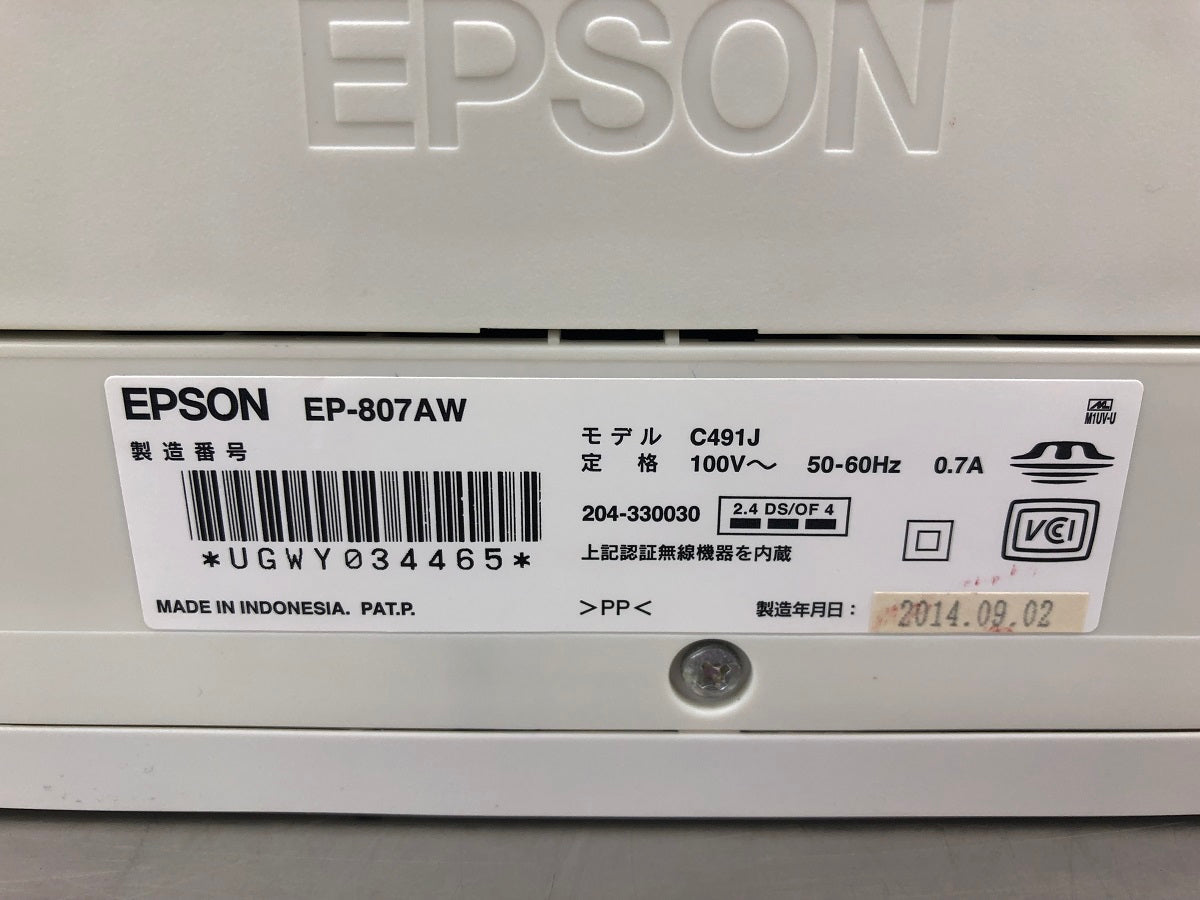 EPSON
EPSON EP-807AW
製造番号
*UGWY034465*
MADE IN INDONESIA. PAT.P.
モデル C491J
定格 100V～ 50-60Hz 0.7A
204-330030 2.4 DS/OF 4
上記認証無線機器を内蔵
>PP<
製造年月日： 2014.09.02
M1UV-U
VCCI